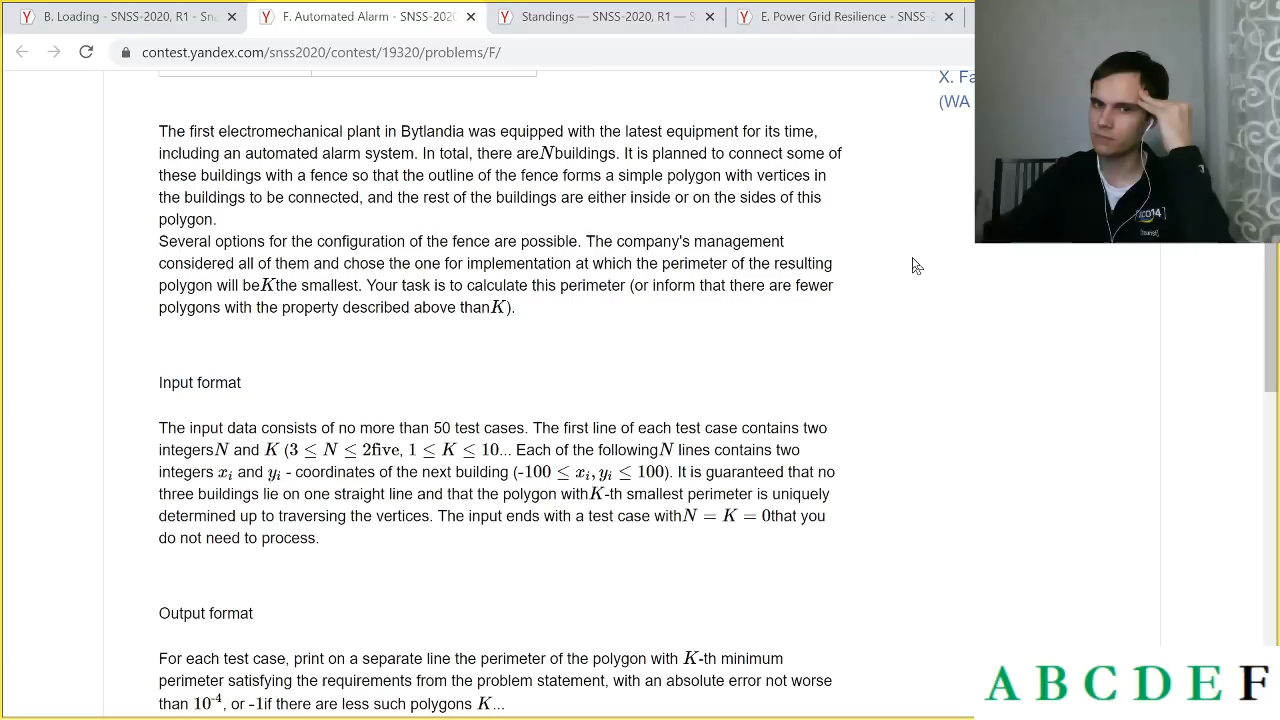 B. Loading - SNSS-2020, R1 - Sne
F. Automated Alarm - SNSS-2020
Standings — SNSS-2020, R1 — S
E. Power Grid Resilience - SNSS-2
contest.yandex.com/snss2020/contest/19320/problems/F/
X. Fa
(WA
The first electromechanical plant in Bytlandia was equipped with the latest equipment for its time,
including an automated alarm system. In total, there areNbuildings. It is planned to connect some of
these buildings with a fence so that the outline of the fence forms a simple polygon with vertices in
the buildings to be connected, and the rest of the buildings are either inside or on the sides of this
polygon.
Several options for the configuration of the fence are possible. The company's management
considered all of them and chose the one for implementation at which the perimeter of the resulting
polygon will beKthe smallest. Your task is to calculate this perimeter (or inform that there are fewer
polygons with the property described above thanK).
Input format
The input data consists of no more than 50 test cases. The first line of each test case contains two
integersN and K (3 ≤ N ≤ 2five, 1 ≤ K ≤ 10... Each of the followingN lines contains two
integers xi and yi - coordinates of the next building (-100 ≤ xi, yi ≤ 100). It is guaranteed that no
three buildings lie on one straight line and that the polygon withK-th smallest perimeter is uniquely
determined up to traversing the vertices. The input ends with a test case withN = K = 0that you
do not need to process.
Output format
For each test case, print on a separate line the perimeter of the polygon with K-th minimum
perimeter satisfying the requirements from the problem statement, with an absolute error not worse
than 10-4, or -1if there are less such polygons K...
A B C D E F